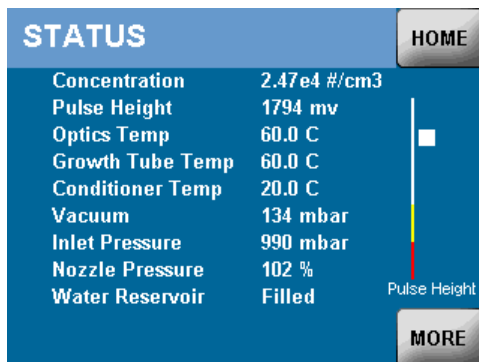 STATUS
HOME
Concentration 2.47e4 #/cm3
Pulse Height 1794 mv
Optics Temp 60.0 C
Growth Tube Temp 60.0 C
Conditioner Temp 20.0 C
Vacuum 134 mbar
Inlet Pressure 990 mbar
Nozzle Pressure 102 %
Water Reservoir Filled
Pulse Height
MORE